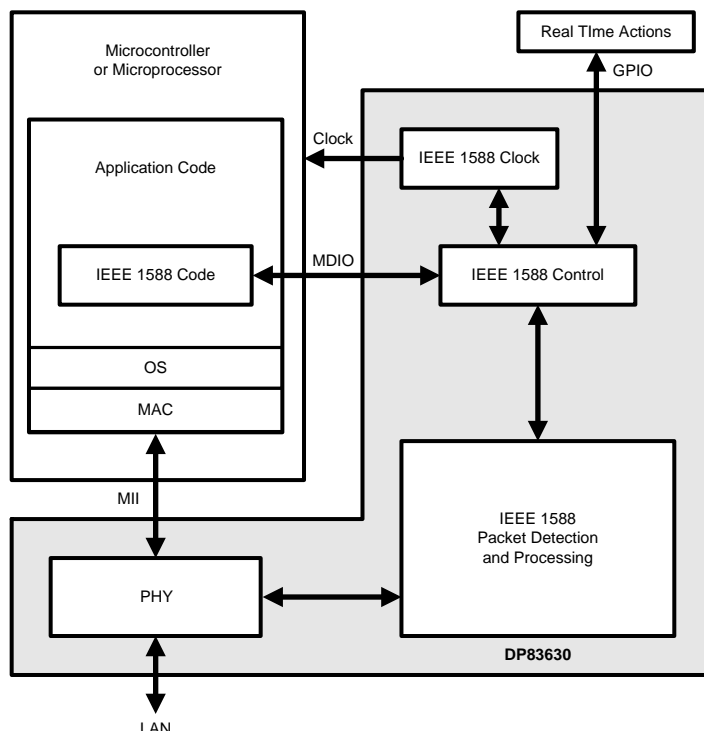 Microcontroller
or Microprocessor
Real TIme Actions
GPIO
Clock
IEEE 1588 Clock
Application Code
IEEE 1588 Code
MDIO
IEEE 1588 Control
OS
MAC
MII
IEEE 1588
Packet Detection
and Processing
PHY
DP83630
LAN